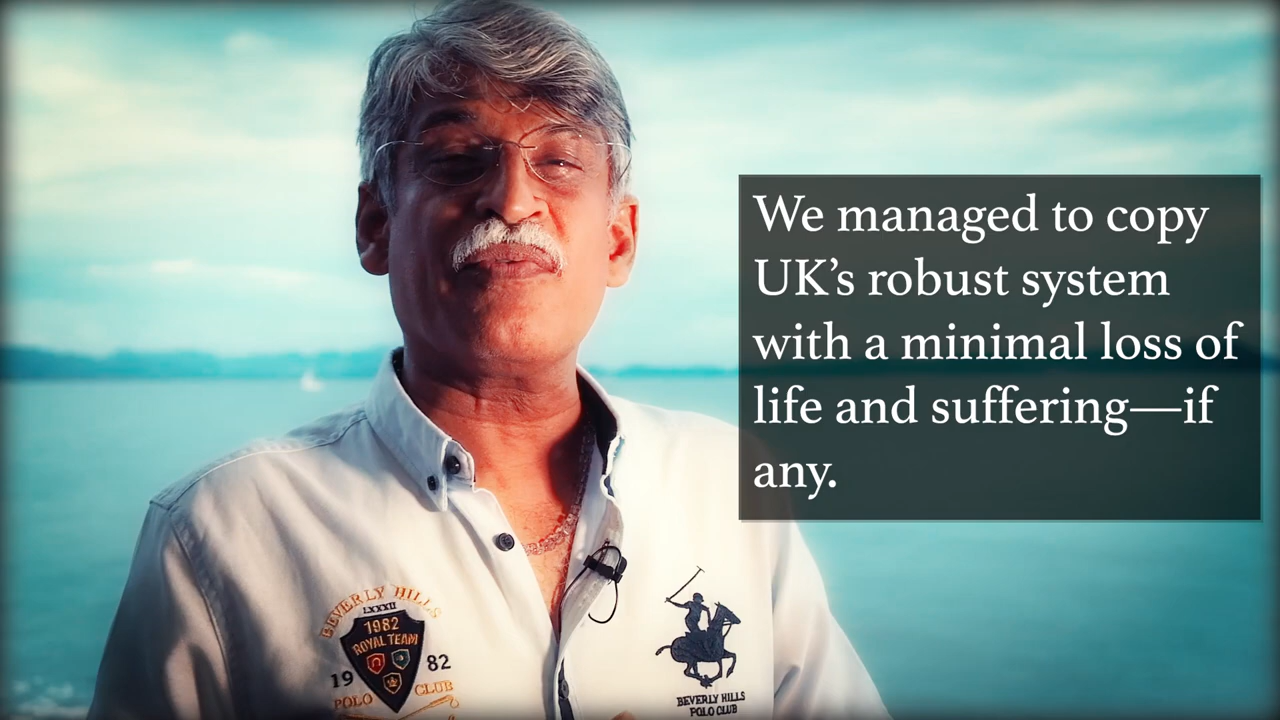 We managed to copy
UK’s robust system
with a minimal loss of
life and suffering—if
any.
BEVERLY HILLS
LXXXII
1982
ROYAL TEAM
19 82
POLO CLUB
BEVERLY HILLS
POLO CLUB